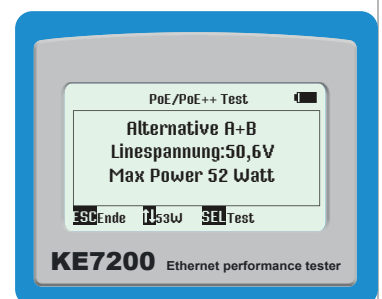 PoE/PoE++ Test
Alternative A+B
Linespannung:50,6V
Max Power 52 Watt
ESCEnde ↑↓53W SELTest
KE7200 Ethernet performance tester